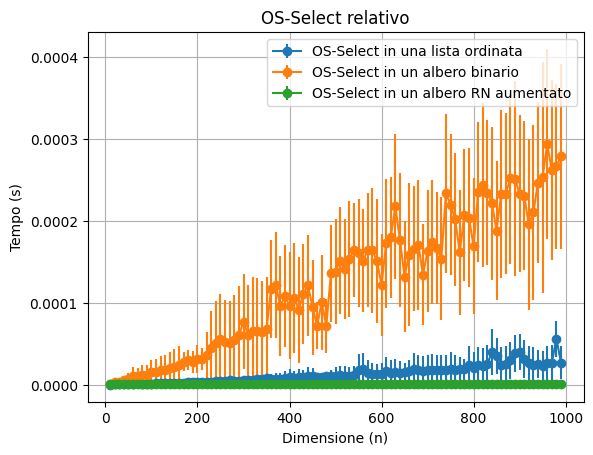 OS-Select relativo
OS-Select in una lista ordinata
OS-Select in un albero binario
OS-Select in un albero RN aumentato
Tempo (s)
0.0004
0.0003
0.0002
0.0001
0.0000
0 200 400 600 800 1000
Dimensione (n)